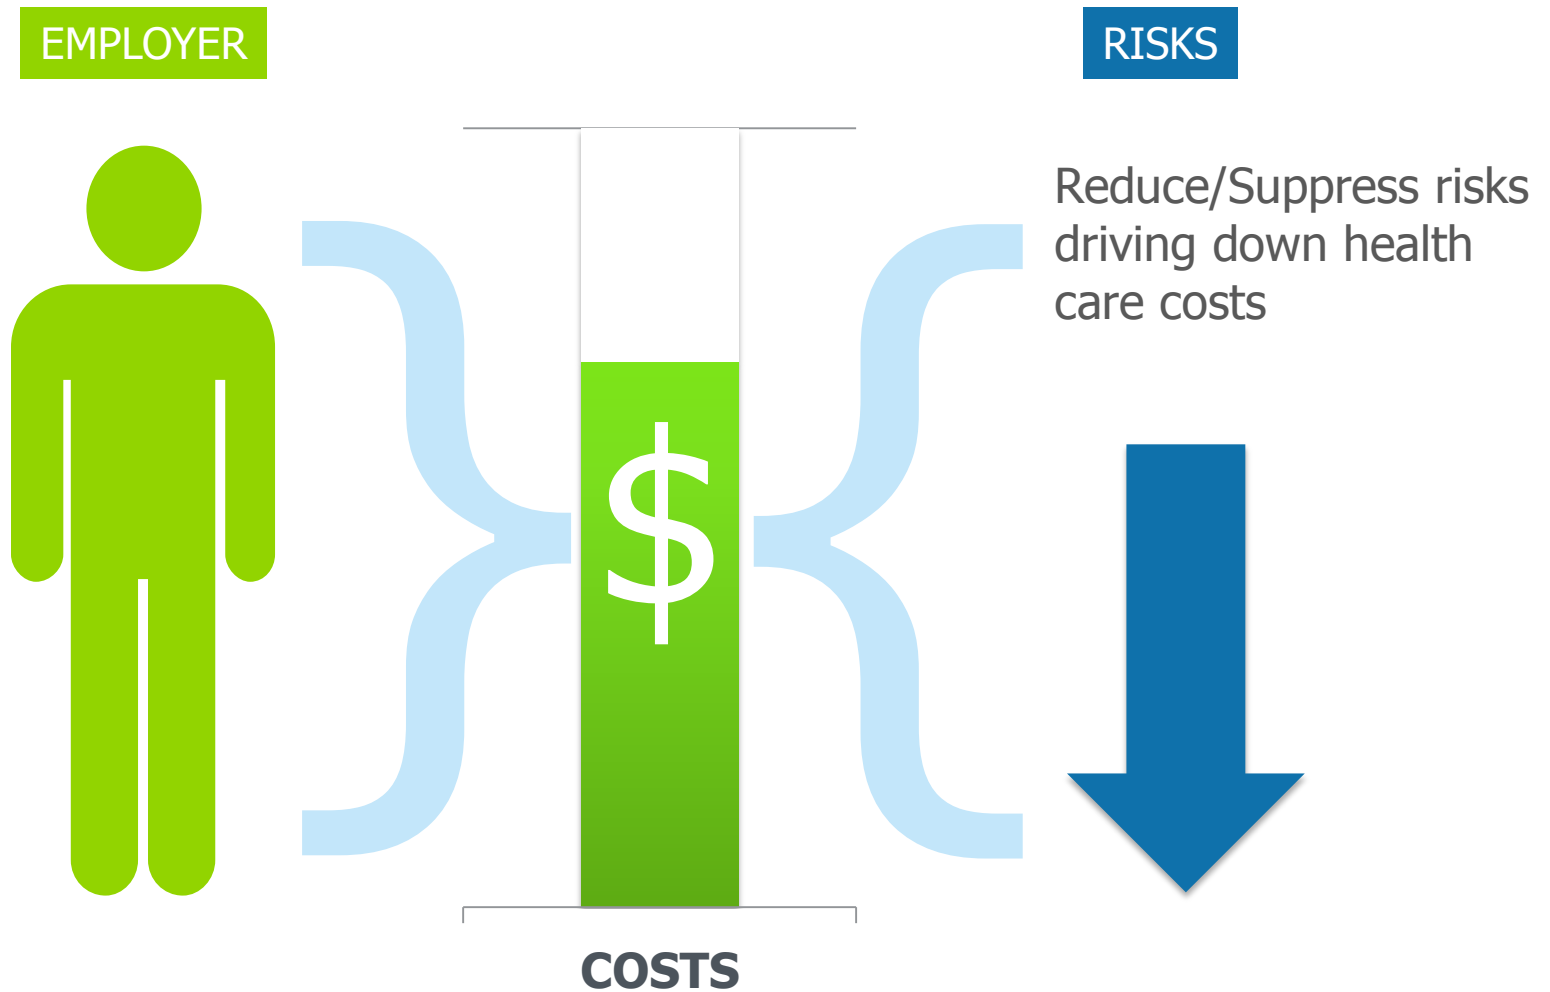 EMPLOYER
RISKS
Reduce/Suppress risks
driving down health
care costs
$
COSTS